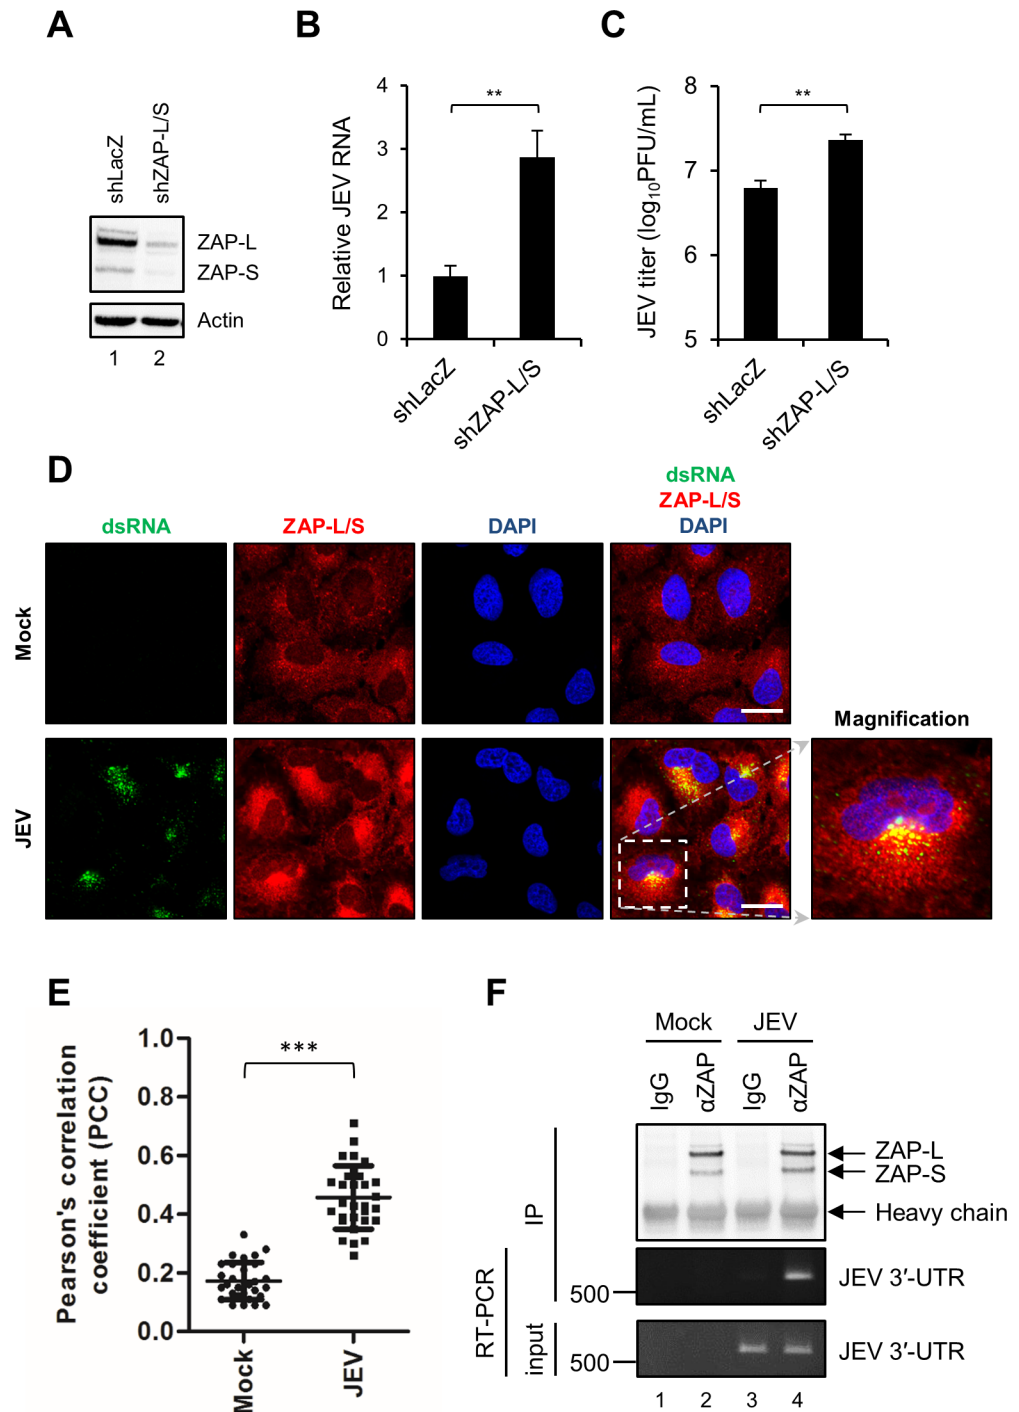 A
shLacZ
shZAP-L/S
ZAP-L
ZAP-S
Actin
1 2
B
Relative JEV RNA
4
3
2
1
0
**
shLacZ
shZAP-L/S
C
JEV titer (log10PFU/mL)
8
7
6
5
**
shLacZ
shZAP-L/S
D
dsRNA
ZAP-L/S
DAPI
dsRNA
ZAP-L/S
DAPI
Mock
JEV
Magnification
E
Pearson's correlation
coefficient (PCC)
1.0
0.8
0.6
0.4
0.2
0.0
***
Mock
JEV
F
Mock JEV
IgG
αZAP
IgG
αZAP
IP
ZAP-L
ZAP-S
Heavy chain
RT-PCR
500
JEV 3′-UTR
input
500
JEV 3′-UTR
1 2 3 4